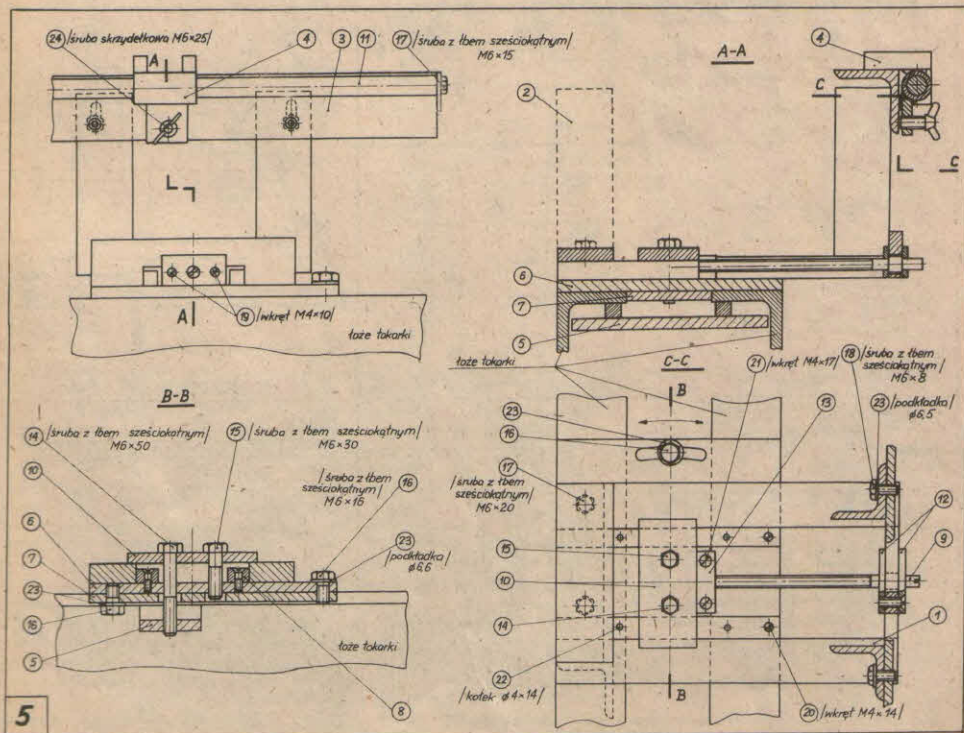 24 /śruba skrzydełkowa M6×25/
A
4
3
11
17 /śruba z łbem sześciokątnym/
M6×15
L
A
19 /wkręt M4×10/
łoże tokarki
A-A
4
2
C
L C
6
7
5
łoże tokarki
C-C
B
21 /wkręt M4×17/
18 /śruba z łbem
sześciokątnym/
M6×8
23
16
13
23 /podkładka/
ø6,5
17
/śruba z łbem
sześciokątnym/
M6×20
12
15
9
10
14
1
22
/kołek ø4×14/
B
20 /wkręt M4×14/
B-B
14 /śruba z łbem sześciokątnym/
M6×50
15 /śruba z łbem sześciokątnym/
M6×30
10
/śruba z łbem
sześciokątnym/
M6×16
16
6
7
23
/podkładka/
ø6,6
23
16
5
łoże tokarki
8
5